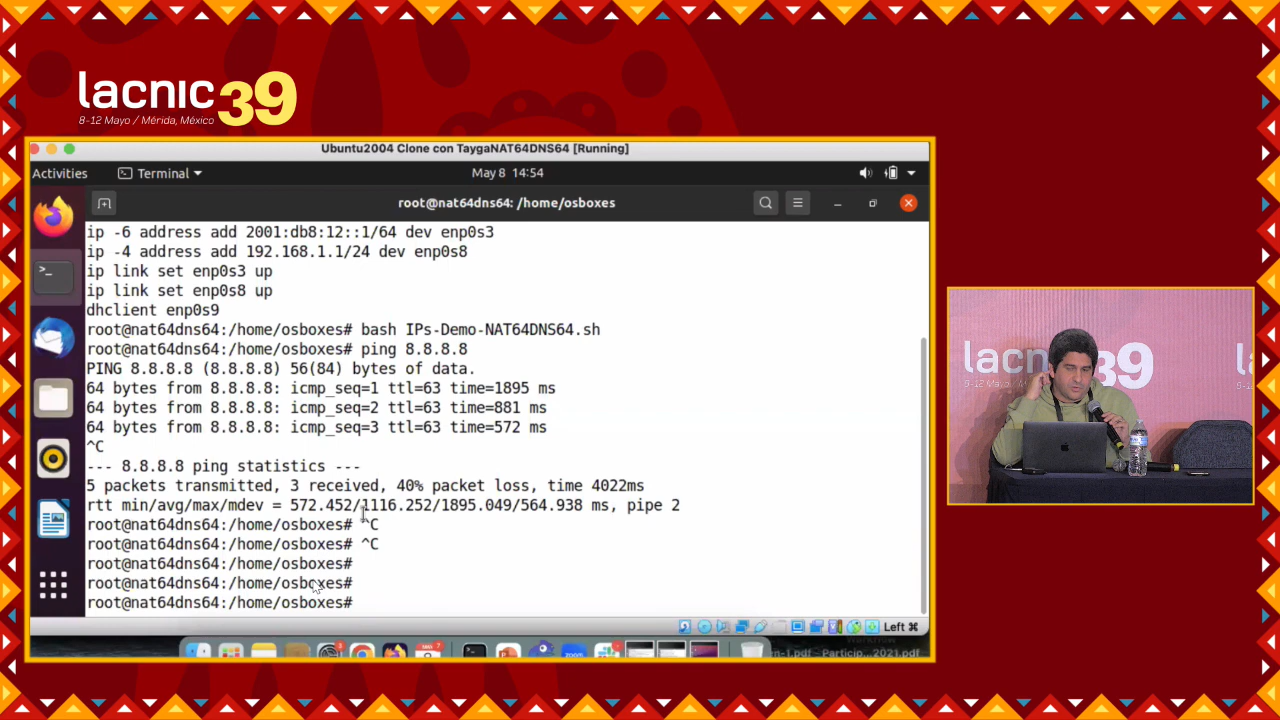 lacnic 39
8-12 Mayo / Mérida, México
Ubuntu2004 Clone con TaygaNAT64DNS64 [Running]
Activities
Terminal
May 8 14:54
root@nat64dns64: /home/osboxes
ip -6 address add 2001:db8:12::1/64 dev enp0s3
ip -4 address add 192.168.1.1/24 dev enp0s8
ip link set enp0s3 up
ip link set enp0s8 up
dhclient enp0s9
root@nat64dns64:/home/osboxes# bash IPs-Demo-NAT64DNS64.sh
root@nat64dns64:/home/osboxes# ping 8.8.8.8
PING 8.8.8.8 (8.8.8.8) 56(84) bytes of data.
64 bytes from 8.8.8.8: icmp_seq=1 ttl=63 time=1895 ms
64 bytes from 8.8.8.8: icmp_seq=2 ttl=63 time=881 ms
64 bytes from 8.8.8.8: icmp_seq=3 ttl=63 time=572 ms
^C
--- 8.8.8.8 ping statistics ---
5 packets transmitted, 3 received, 40% packet loss, time 4022ms
rtt min/avg/max/mdev = 572.452/1116.252/1895.049/564.938 ms, pipe 2
root@nat64dns64:/home/osboxes# ^C
root@nat64dns64:/home/osboxes# ^C
root@nat64dns64:/home/osboxes#
root@nat64dns64:/home/osboxes#
root@nat64dns64:/home/osboxes#
Left ⌘
Particip...2021.pdf
lacn 39